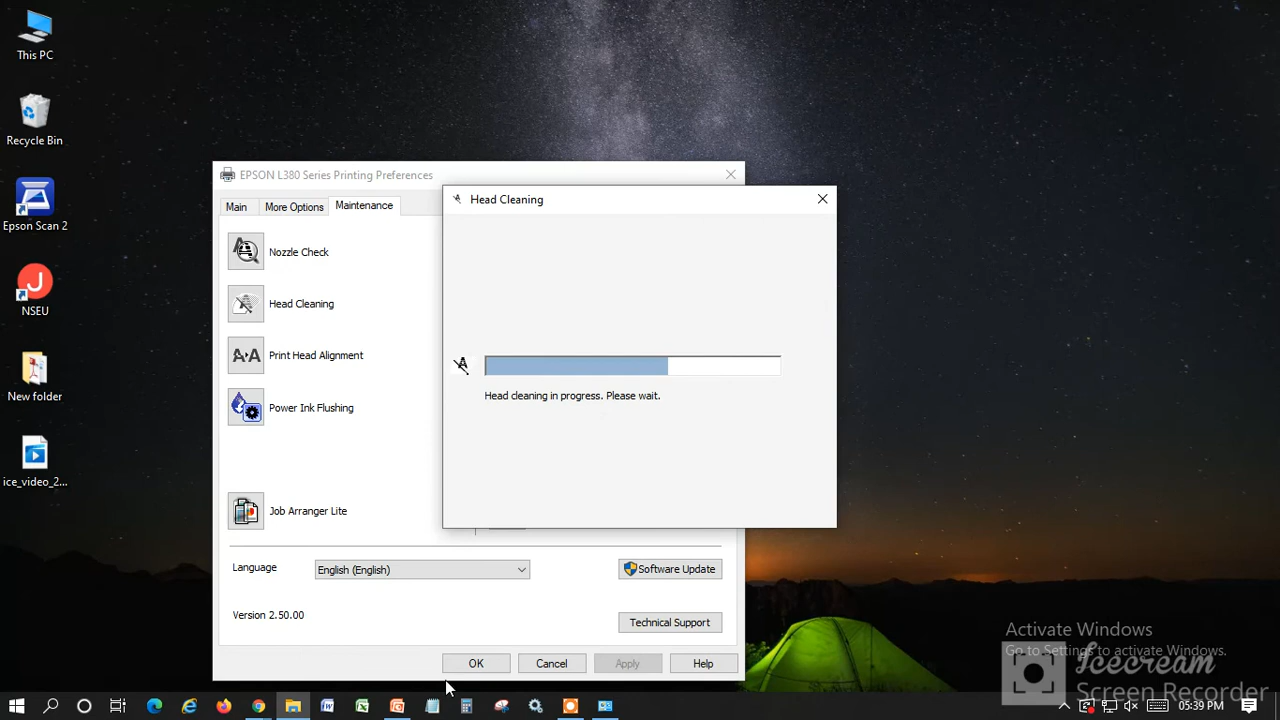 This PC
Recycle Bin
Epson Scan 2
NSEU
New folder
ice_video_2...
EPSON L380 Series Printing Preferences
Main
More Options
Maintenance
Nozzle Check
Head Cleaning
Print Head Alignment
Power Ink Flushing
Job Arranger Lite
Head Cleaning
Head cleaning in progress. Please wait.
Language
English (English)
Software Update
Version 2.50.00
Technical Support
OK
Cancel
Apply
Help
Activate Windows
Go to Settings to activate Windows.
Icecream
Screen Recorder
05:39 PM